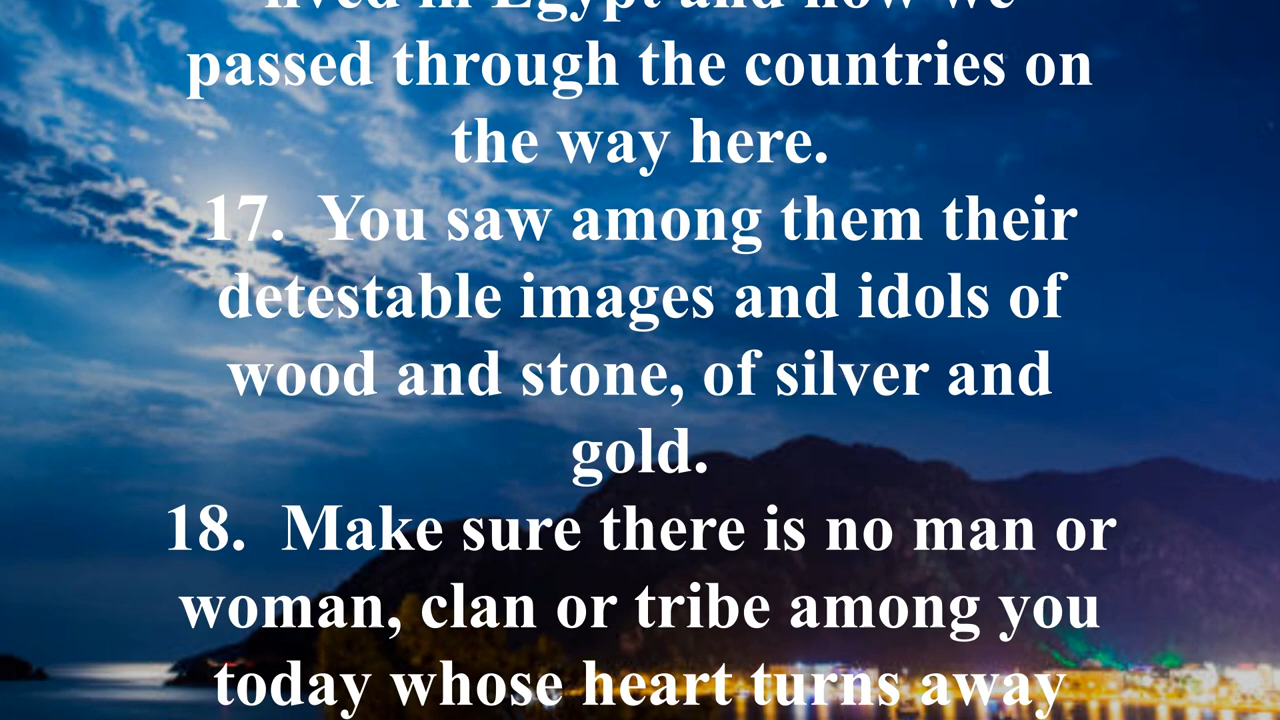 lived in Egypt and how we
passed through the countries on
the way here.
17.  You saw among them their
detestable images and idols of
wood and stone, of silver and
gold.
18.  Make sure there is no man or
woman, clan or tribe among you
today whose heart turns away